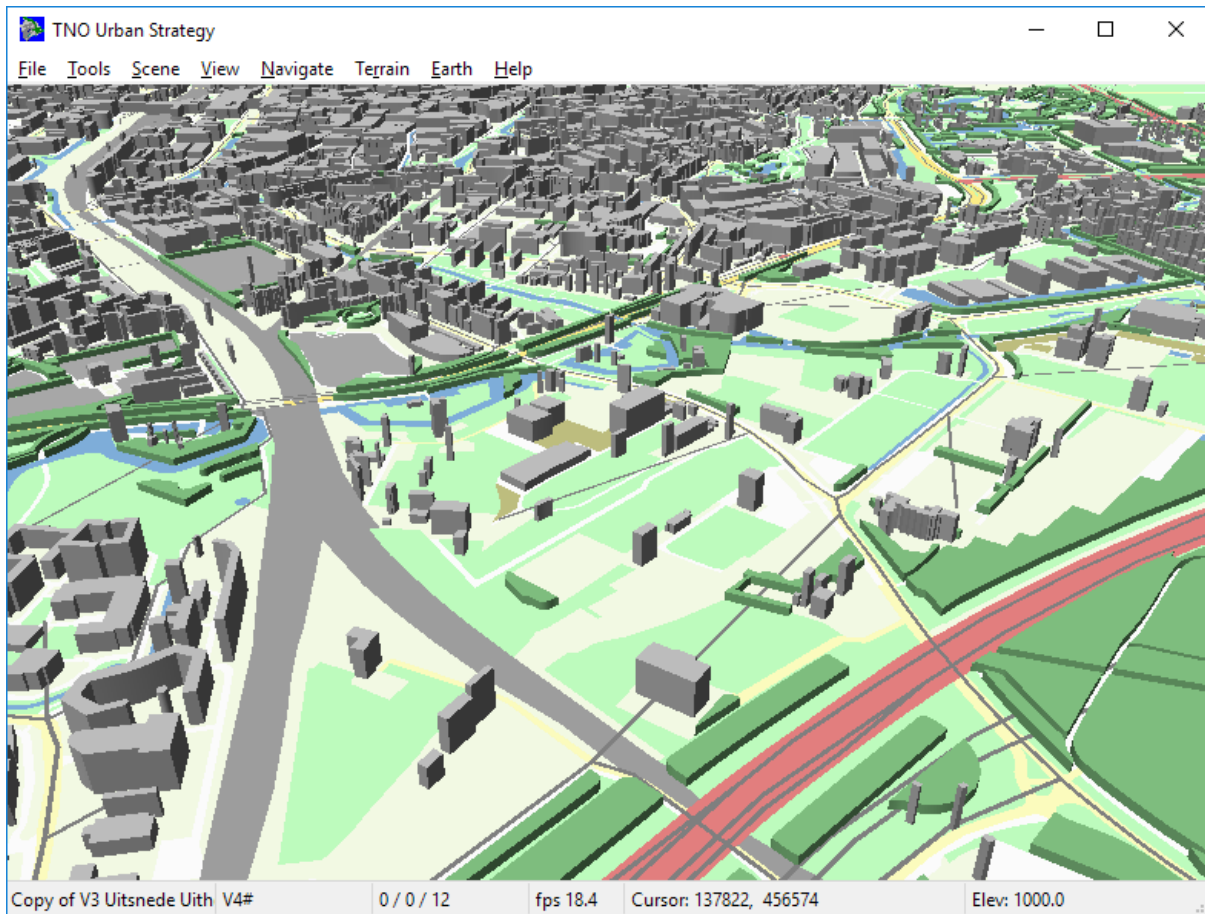 TNO Urban Strategy
File Tools Scene View Navigate Terrain Earth Help
Copy of V3 Uitsnede Uith V4# 0 / 0 / 12 fps 18.4 Cursor: 137822, 456574 Elev: 1000.0